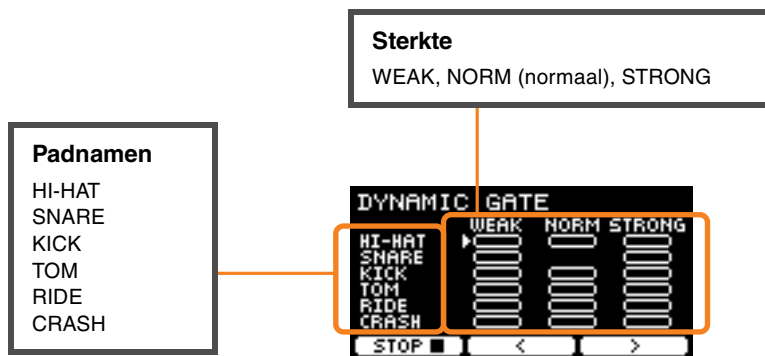 Sterkte
WEAK, NORM (normaal), STRONG
Padnamen
HI-HAT
SNARE
KICK
TOM
RIDE
CRASH
DYNAMIC GATE
WEAK NORM STRONG
HI-HAT
SNARE
KICK
TOM
RIDE
CRASH
STOP ■ < >